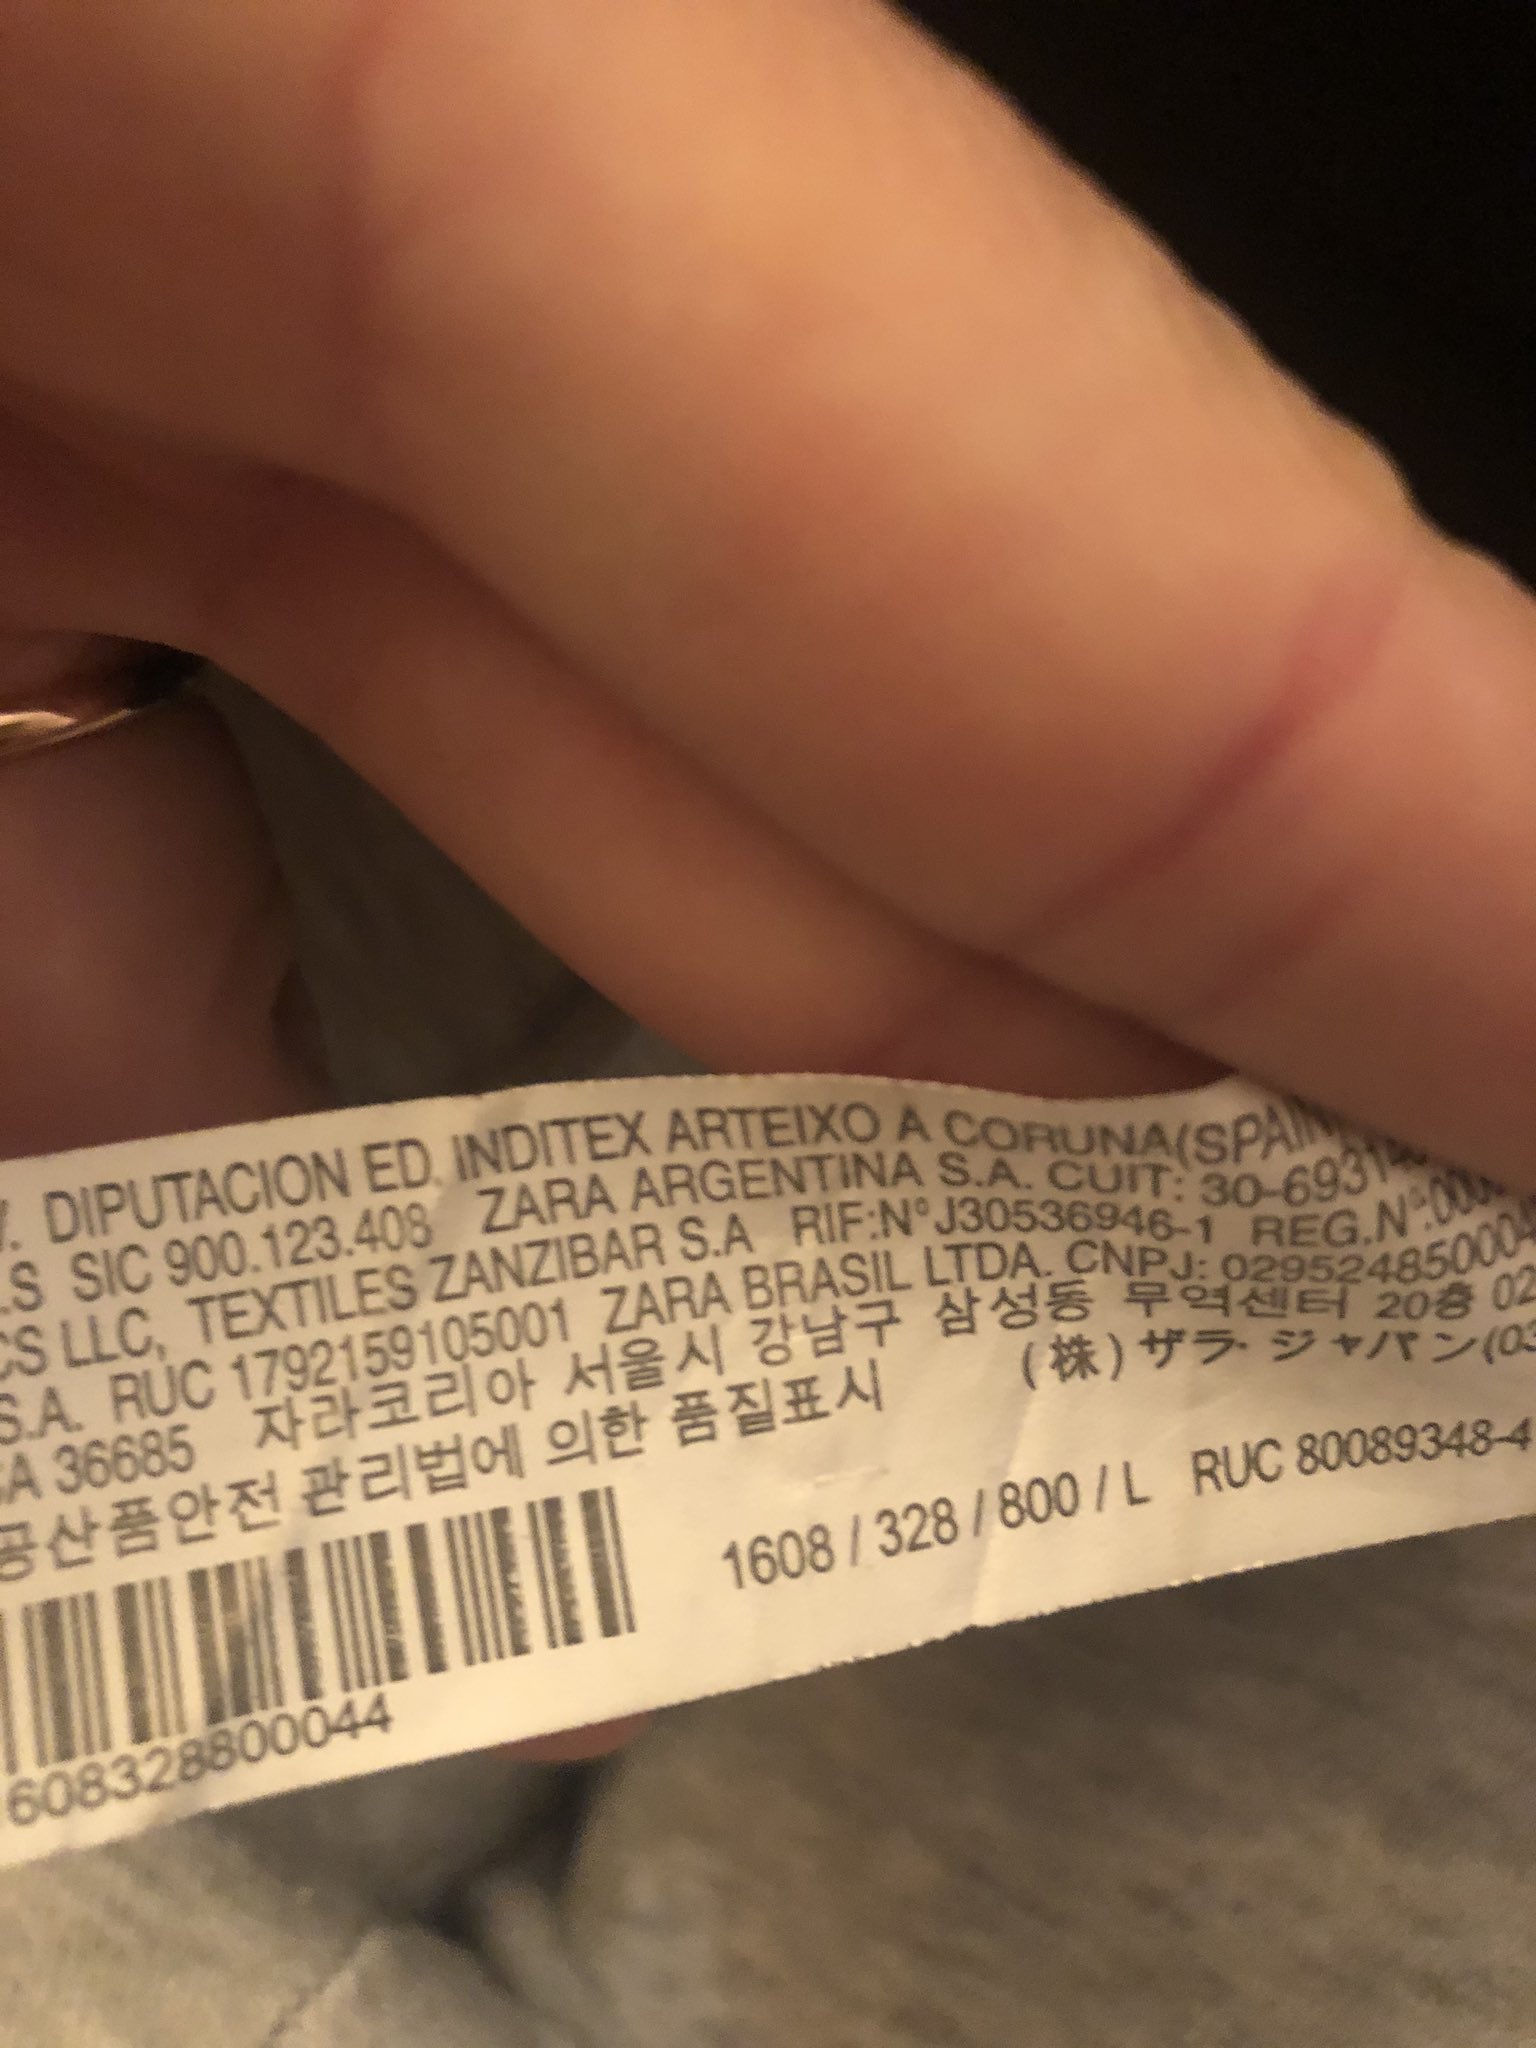 DIPUTACION ED. INDITEX ARTEIXO A CORUNA(SPAIN
.S SIC 900.123.408 ZARA ARGENTINA S.A. CUIT: 30-6931
CS LLC, TEXTILES ZANZIBAR S.A RIF:N°J30536946-1 REG.N°:000
S.A. RUC 1792159105001 ZARA BRASIL LTDA. CNPJ: 029524850004
A 36685 자라코리아 서울시 강남구 삼성동 무역센터 20층 02
공산품안전 관리법에 의한 품질표시 (株) ザラ・ジャパン(03
1608 / 328 / 800 / L RUC 80089348-4
608328800044